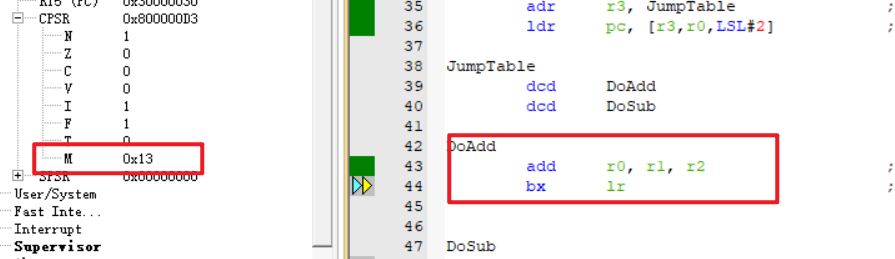 R15 (PC) 0x30000030
CPSR 0x800000D3
N 1
Z 0
C 0
V 0
I 1
F 1
T 0
M 0x13
SPSR 0x00000000
User/System
Fast Inte...
Interrupt
Supervisor
35 adr r3, JumpTable ;
36 ldr pc, [r3,r0,LSL#2] ;
37
38 JumpTable
39 dcd DoAdd
40 dcd DoSub
41
42 DoAdd
43 add r0, r1, r2 ;
44 bx lr ;
45
46
47 DoSub